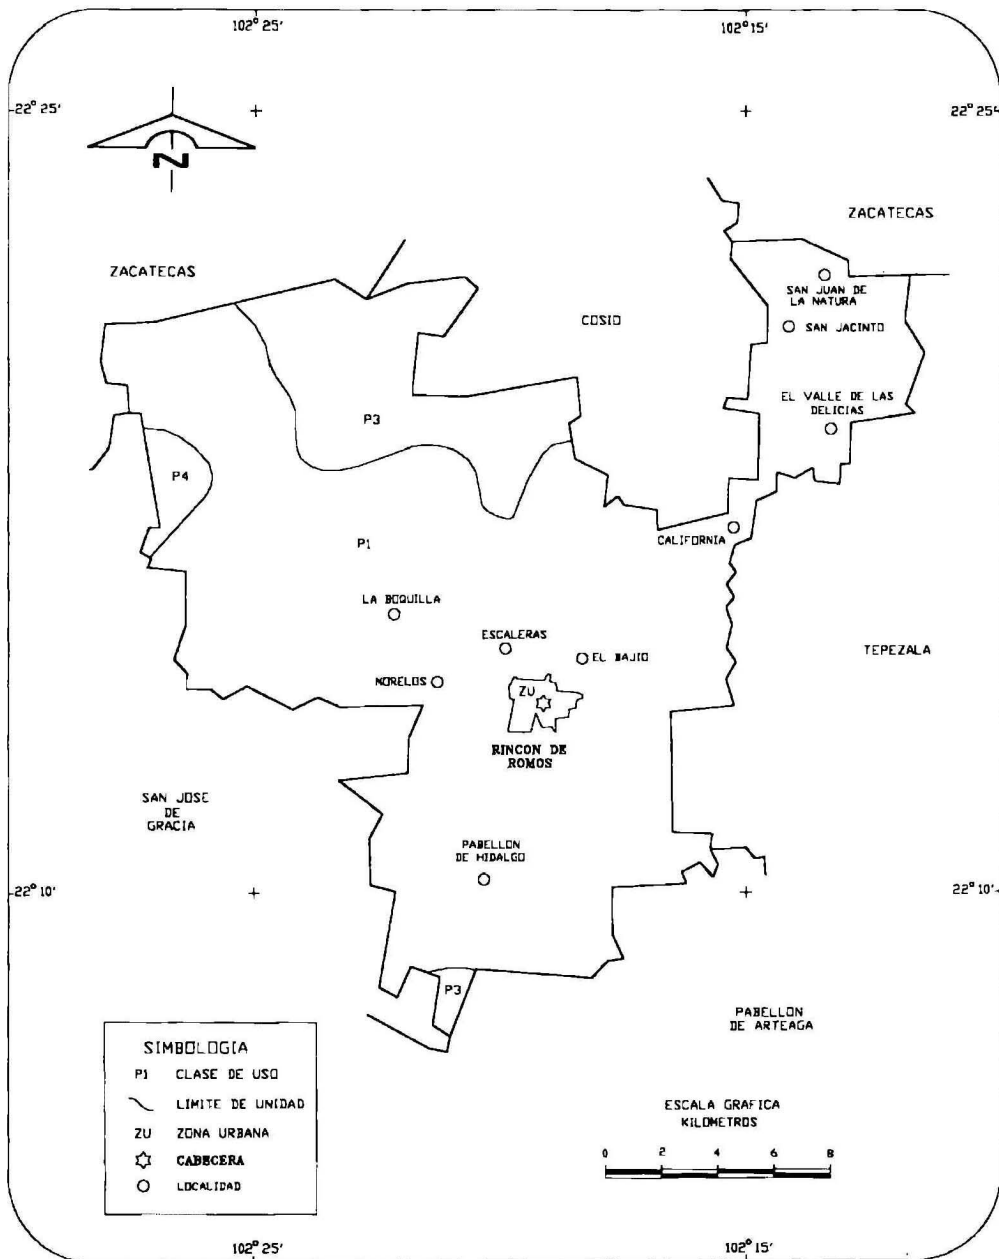 102° 25'
102° 15'
22° 25'
22° 254
N
ZACATECAS
ZACATECAS
SAN JUAN DE
LA NATURA
COSIO
SAN JACINTO
EL VALLE DE LAS
DELICIAS
P3
P4
P1
CALIFORNIA
LA BOQUILLA
ESCALERAS
EL BAJIO
TEPEZALA
MORELOS
ZU
RINCON DE
ROMOS
SAN JOSE
DE
GRACIA
PABELLON
DE HIDALGO
22° 10'
22° 10'
P3
PABELLON
DE ARTEAGA
SIMBOLOGIA
P1 CLASE DE USO
LIMITE DE UNIDAD
ZU ZONA URBANA
CABECERA
LOCALIDAD
ESCALA GRAFICA
KILOMETROS
0 2 4 6 8
102° 25'
102° 15'